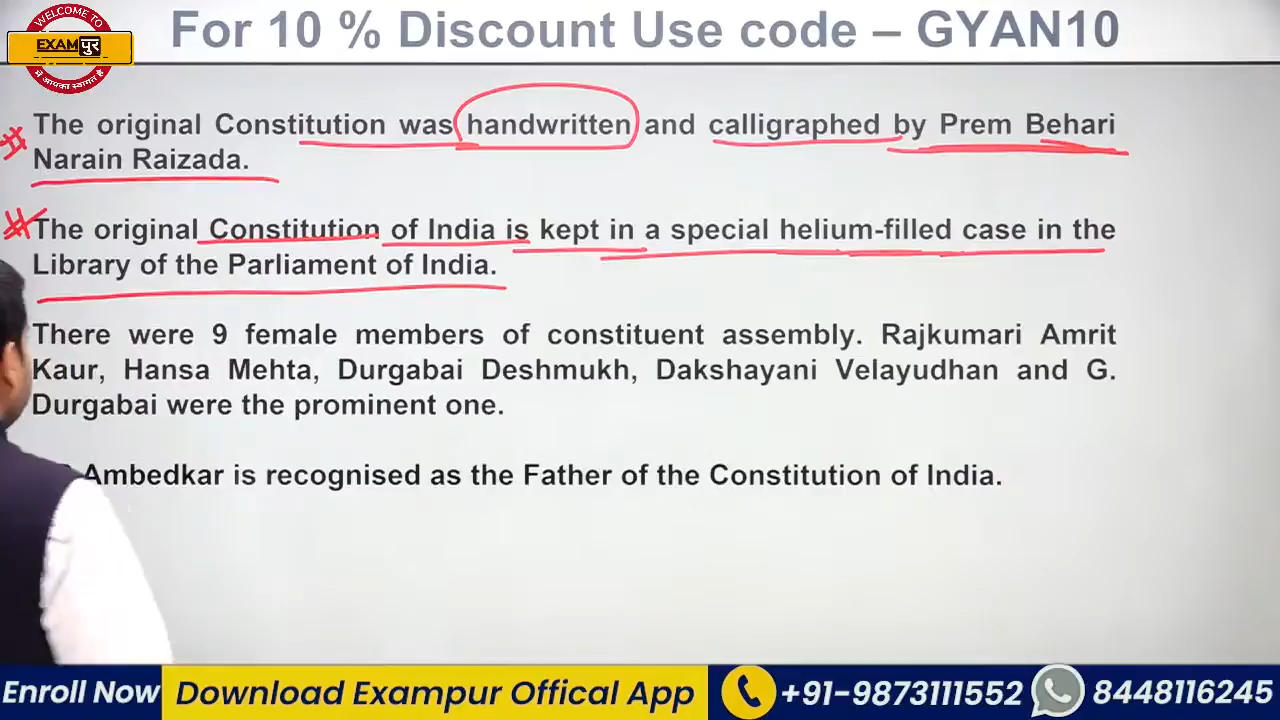 WELCOME TO
EXAMपुर
में आपका स्वागत है
For 10 % Discount Use code – GYAN10
The original Constitution was handwritten and calligraphed by Prem Behari
Narain Raizada.
The original Constitution of India is kept in a special helium-filled case in the
Library of the Parliament of India.
There were 9 female members of constituent assembly. Rajkumari Amrit
Kaur, Hansa Mehta, Durgabai Deshmukh, Dakshayani Velayudhan and G.
Durgabai were the prominent one.
Ambedkar is recognised as the Father of the Constitution of India.
Enroll Now Download Exampur Offical App +91-9873111552 8448116245